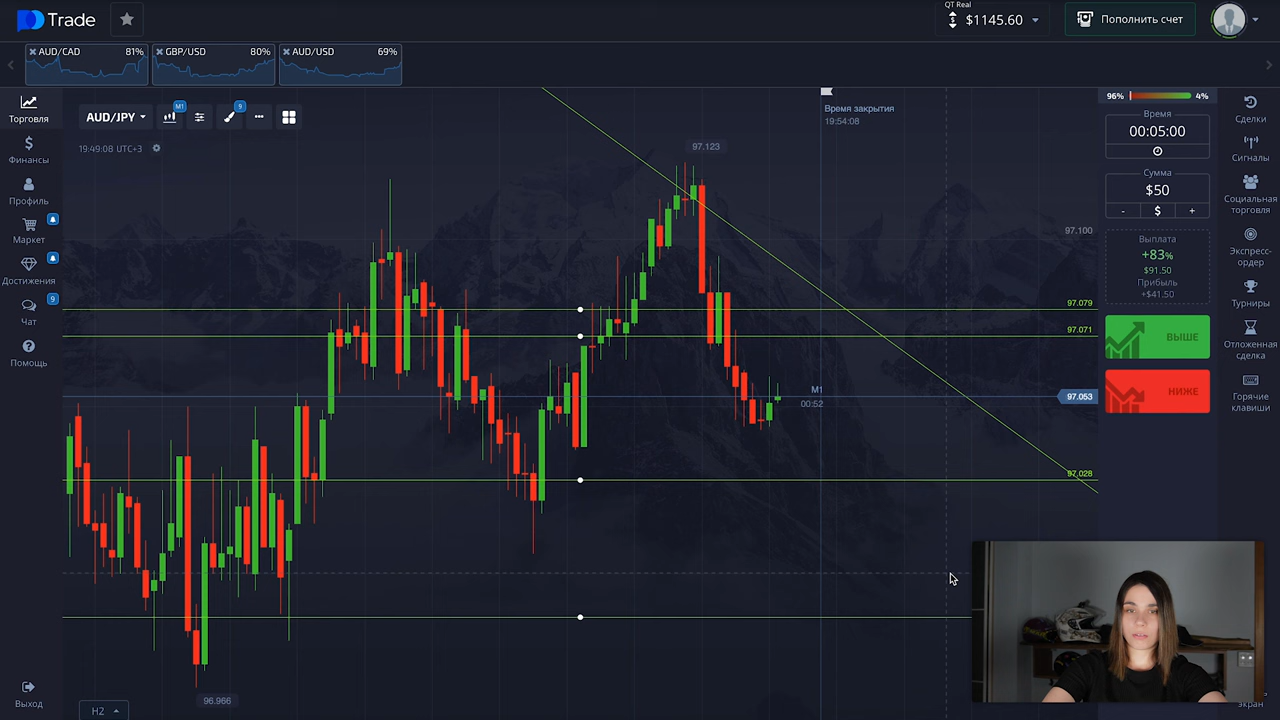 Trade
QT Real
$1145.60
Пополнить счет
AUD/CAD
81%
GBP/USD
80%
AUD/USD
69%
Торговля
Финансы
Профиль
Маркет
Достижения
9
Чат
Помощь
Выход
AUD/JPY
M1
9
19:49:08 UTC+3
Время закрытия
19:54:08
97.123
97.100
97.079
97.071
M1
00:52
97.053
97.028
96.966
H2
96%
4%
Время
00:05:00
Сумма
$50
-
$
+
Выплата
+83%
$91.50
Прибыль
+$41.50
ВЫШЕ
НИЖЕ
Сделки
Сигналы
Социальная
торговля
Экспресс-
ордер
Турниры
Отложенная
сделка
Горячие
клавиши
экран